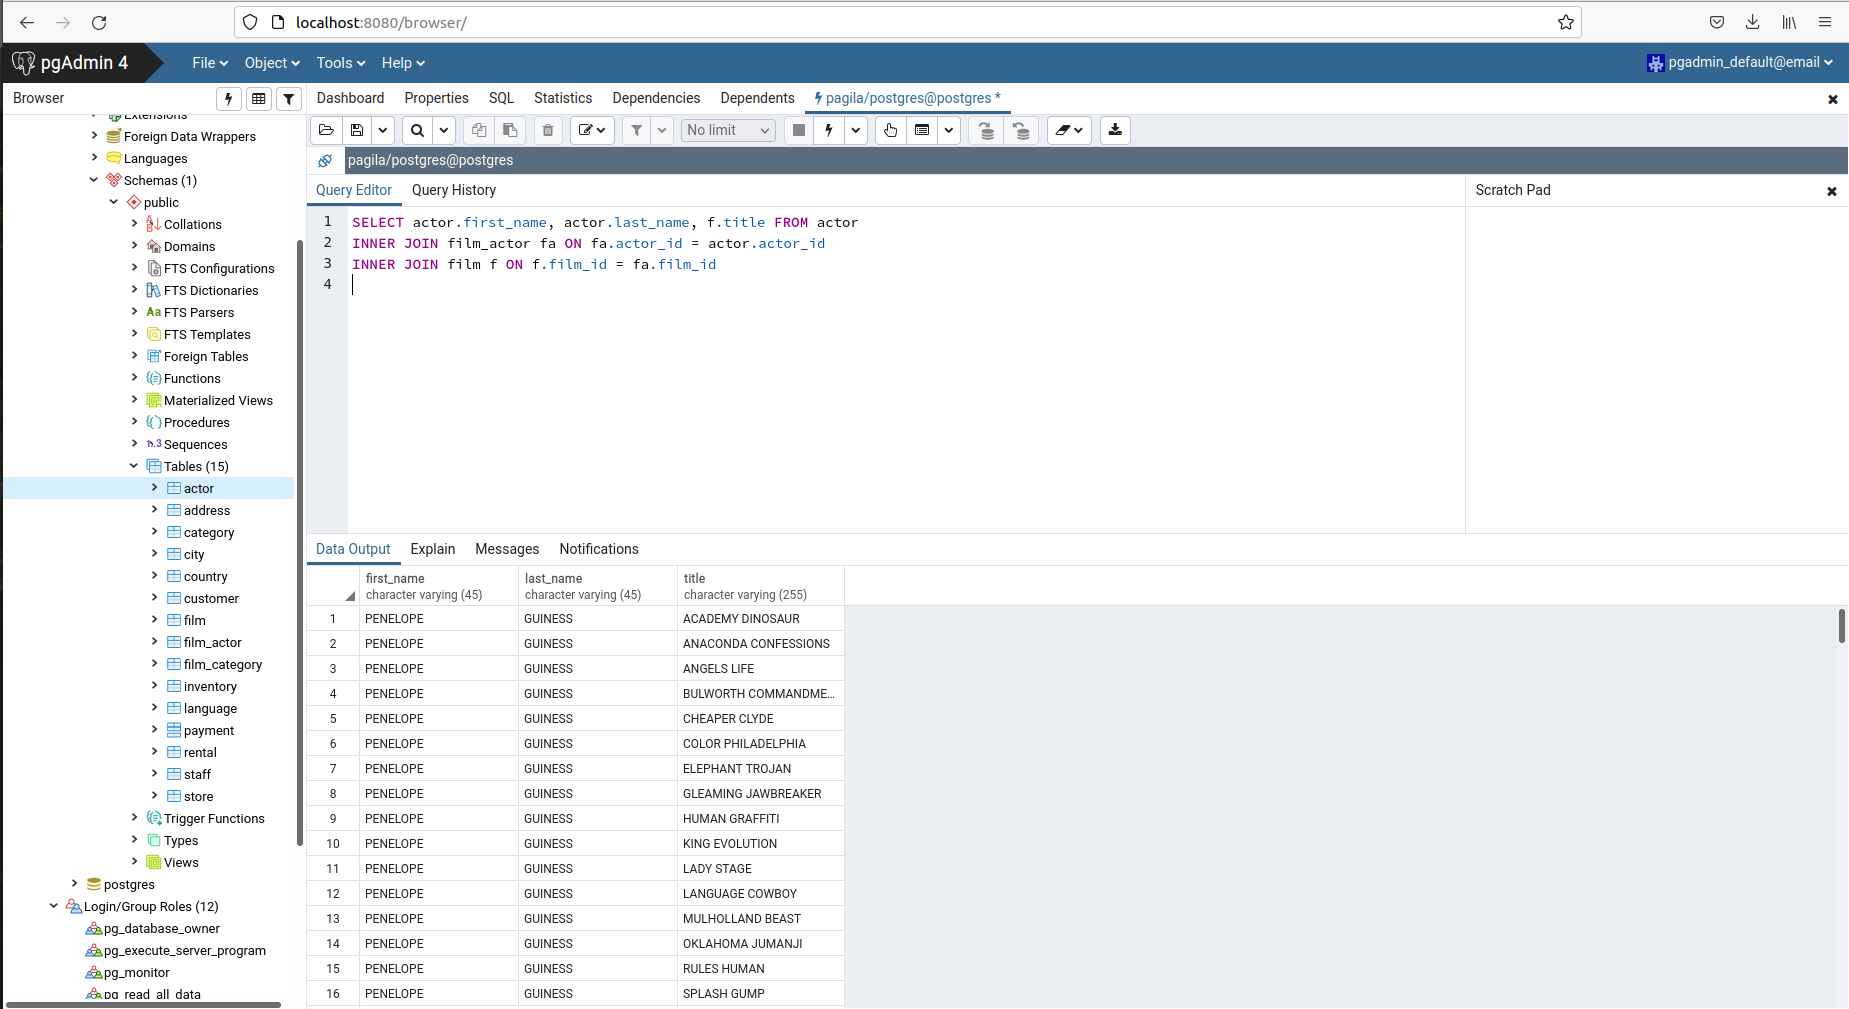 localhost:8080/browser/
pgAdmin 4
File Object Tools Help
pgadmin_default@email
Browser
Dashboard Properties SQL Statistics Dependencies Dependents pagila/postgres@postgres *
No limit
pagila/postgres@postgres
Query Editor Query History
Scratch Pad
1 SELECT actor.first_name, actor.last_name, f.title FROM actor
2 INNER JOIN film_actor fa ON fa.actor_id = actor.actor_id
3 INNER JOIN film f ON f.film_id = fa.film_id
4
Extensions
Foreign Data Wrappers
Languages
Schemas (1)
public
Collations
Domains
FTS Configurations
FTS Dictionaries
Aa FTS Parsers
FTS Templates
Foreign Tables
Functions
Materialized Views
Procedures
1..3 Sequences
Tables (15)
actor
address
category
city
country
customer
film
film_actor
film_category
inventory
language
payment
rental
staff
store
Trigger Functions
Types
Views
postgres
Login/Group Roles (12)
pg_database_owner
pg_execute_server_program
pg_monitor
pg_read_all_data
Data Output Explain Messages Notifications
first_name last_name title
character varying (45) character varying (45) character varying (255)
1 PENELOPE GUINESS ACADEMY DINOSAUR
2 PENELOPE GUINESS ANACONDA CONFESSIONS
3 PENELOPE GUINESS ANGELS LIFE
4 PENELOPE GUINESS BULWORTH COMMANDME...
5 PENELOPE GUINESS CHEAPER CLYDE
6 PENELOPE GUINESS COLOR PHILADELPHIA
7 PENELOPE GUINESS ELEPHANT TROJAN
8 PENELOPE GUINESS GLEAMING JAWBREAKER
9 PENELOPE GUINESS HUMAN GRAFFITI
10 PENELOPE GUINESS KING EVOLUTION
11 PENELOPE GUINESS LADY STAGE
12 PENELOPE GUINESS LANGUAGE COWBOY
13 PENELOPE GUINESS MULHOLLAND BEAST
14 PENELOPE GUINESS OKLAHOMA JUMANJI
15 PENELOPE GUINESS RULES HUMAN
16 PENELOPE GUINESS SPLASH GUMP